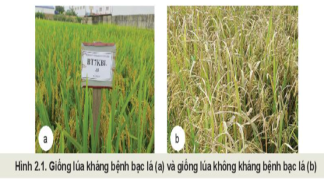 BT7KBL
a
b
Hình 2.1. Giống lúa kháng bệnh bạc lá (a) và giống lúa không kháng bệnh bạc lá (b)